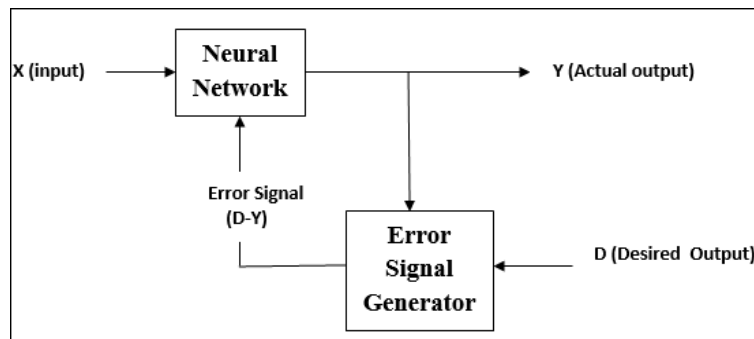 X (input)
Neural
Network
Y (Actual output)
Error Signal
(D-Y)
Error
Signal
Generator
D (Desired Output)